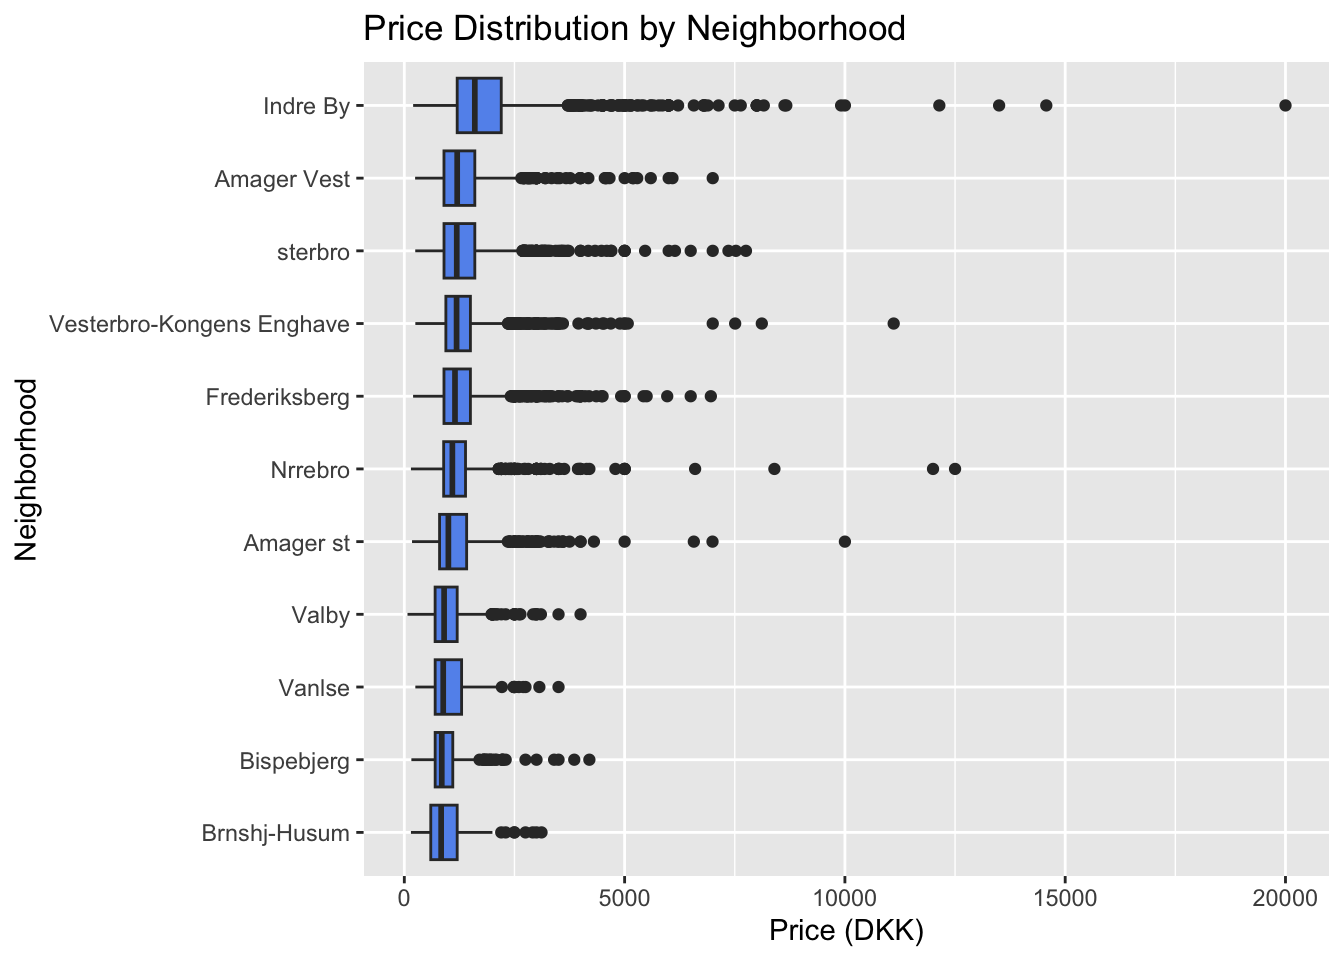 Price Distribution by Neighborhood
Neighborhood
Indre By
Amager Vest
sterbro
Vesterbro-Kongens Enghave
Frederiksberg
Nrrebro
Amager st
Valby
Vanlse
Bispebjerg
Brnshj-Husum
0 5000 10000 15000 20000
Price (DKK)